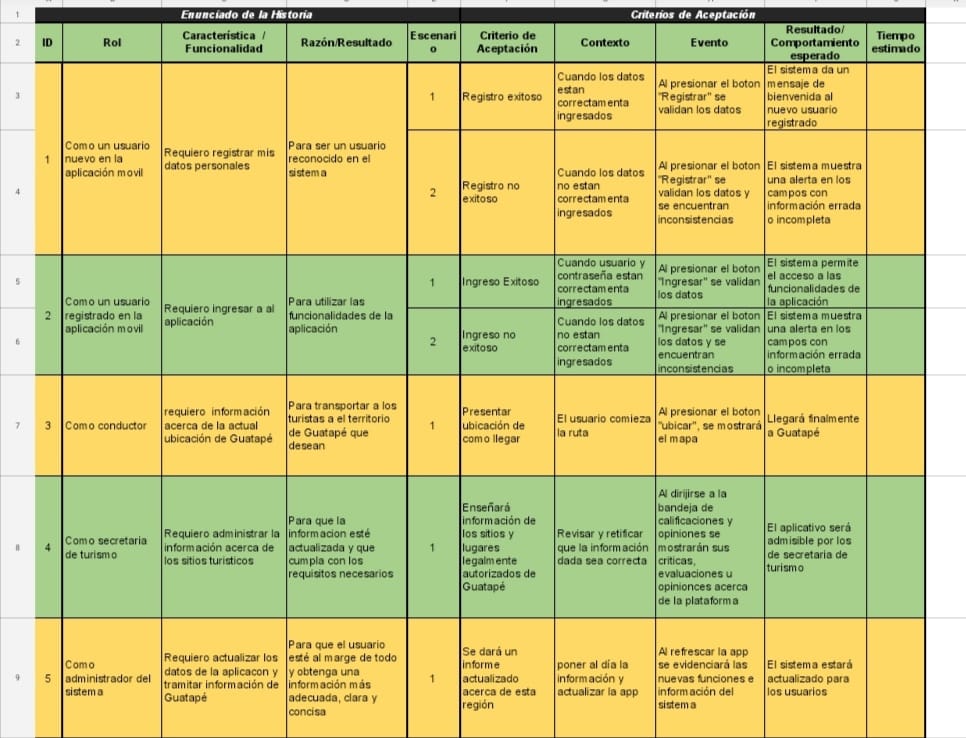 Enunciado de la Historia
Criterios de Aceptación
1
2
ID
Rol
Característica /
Funcionalidad
Razón/Resultado
Escenari
o
Criterio de
Aceptación
Contexto
Evento
Resultado/
Comportamiento
esperado
Tiempo
estimado
3
4
1
Como un usuario
nuevo en la
aplicación movil
Requiero registrar mis
datos personales
Para ser un usuario
reconocido en el
sistema
1
Registro exitoso
Cuando los datos
estan
correctamenta
ingresados
Al presionar el boton
"Registrar" se
validan los datos
El sistema da un
mensaje de
bienvenida al
nuevo usuario
registrado
2
Registro no
exitoso
Cuando los datos
no estan
correctamenta
ingresados
Al presionar el boton
"Registrar" se
validan los datos y
se encuentran
inconsistencias
El sistema muestra
una alerta en los
campos con
información errada
o incompleta
5
6
2
Como un usuario
registrado en la
aplicación movil
Requiero ingresar a al
aplicación
Para utilizar las
funcionalidades de la
aplicación
1
Ingreso Exitoso
Cuando usuario y
contraseña estan
correctamenta
ingresados
Al presionar el boton
"Ingresar" se validan
los datos
El sistema permite
el acceso a las
funcionalidades de
la aplicación
2
Ingreso no
exitoso
Cuando los datos
no estan
correctamenta
ingresados
Al presionar el boton
"Ingresar" se validan
los datos y se
encuentran
inconsistencias
El sistema muestra
una alerta en los
campos con
información errada
o incompleta
7
3
Como conductor
requiero información
acerca de la actual
ubicación de Guatapé
Para transportar a los
turistas a el territorio
de Guatapé que
desean
1
Presentar
ubicación de
como llegar
El usuario comieza
la ruta
Al presionar el boton
"ubicar", se mostrará
el mapa
Llegará finalmente
a Guatapé
8
4
Como secretaria
de turismo
Requiero administrar la
información acerca de
los sitios turisticos
Para que la
informacion esté
actualizada y que
cumpla con los
requisitos necesarios
1
Enseñará
información de
los sitios y
lugares
legalmente
autorizados de
Guatapé
Revisar y retificar
que la información
dada sea correcta
Al dirijirse a la
bandeja de
calificaciones y
opiniones se
mostrarán sus
criticas,
evaluaciones u
opinionces acerca
de la plataforma
El aplicativo será
admisible por los
de secretaria de
turismo
9
5
Como
administrador del
sistema
Requiero actualizar los
datos de la aplicacon y
tramitar información de
Guatapé
Para que el usuario
esté al marge de todo
y obtenga una
información más
adecuada, clara y
concisa
1
Se dará un
informe
actualizado
acerca de esta
región
poner al día la
información y
actualizar la app
Al refrescar la app
se evidenciará las
nuevas funciones e
información del
sistema
El sistema estará
actualizado para
los usuarios